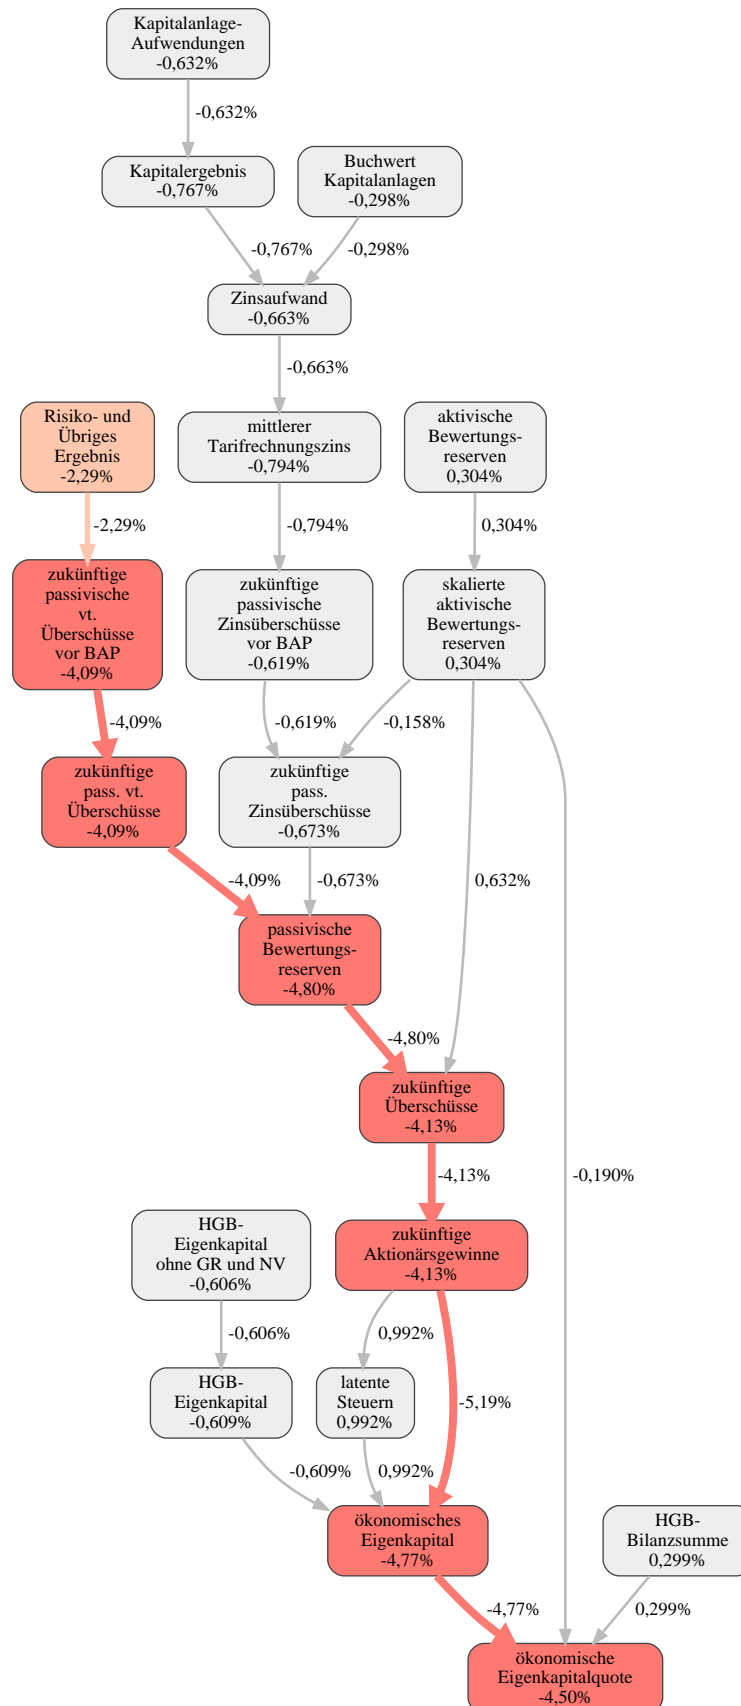 Kapitalanlage-
Aufwendungen
-0,632%
-0,632%
Kapitalergebnis
-0,767%
Buchwert
Kapitalanlagen
-0,298%
-0,767%
-0,298%
Zinsaufwand
-0,663%
-0,663%
Risiko- und
Übriges
Ergebnis
-2,29%
mittlerer
Tarifrechnungszins
-0,794%
aktivische
Bewertungs-
reserven
0,304%
-2,29%
-0,794%
0,304%
zukünftige
passivische
vt.
Überschüsse
vor BAP
-4,09%
zukünftige
passivische
Zinsüberschüsse
vor BAP
-0,619%
skalierte
aktivische
Bewertungs-
reserven
0,304%
-4,09%
-0,619%
-0,158%
zukünftige
pass. vt.
Überschüsse
-4,09%
zukünftige
pass.
Zinsüberschüsse
-0,673%
-4,09%
-0,673%
0,632%
passivische
Bewertungs-
reserven
-4,80%
-4,80%
zukünftige
Überschüsse
-4,13%
-4,13%
-0,190%
HGB-
Eigenkapital
ohne GR und NV
-0,606%
zukünftige
Aktionärsgewinne
-4,13%
-0,606%
0,992%
HGB-
Eigenkapital
-0,609%
latente
Steuern
0,992%
-5,19%
-0,609%
0,992%
ökonomisches
Eigenkapital
-4,77%
HGB-
Bilanzsumme
0,299%
-4,77%
0,299%
ökonomische
Eigenkapitalquote
-4,50%